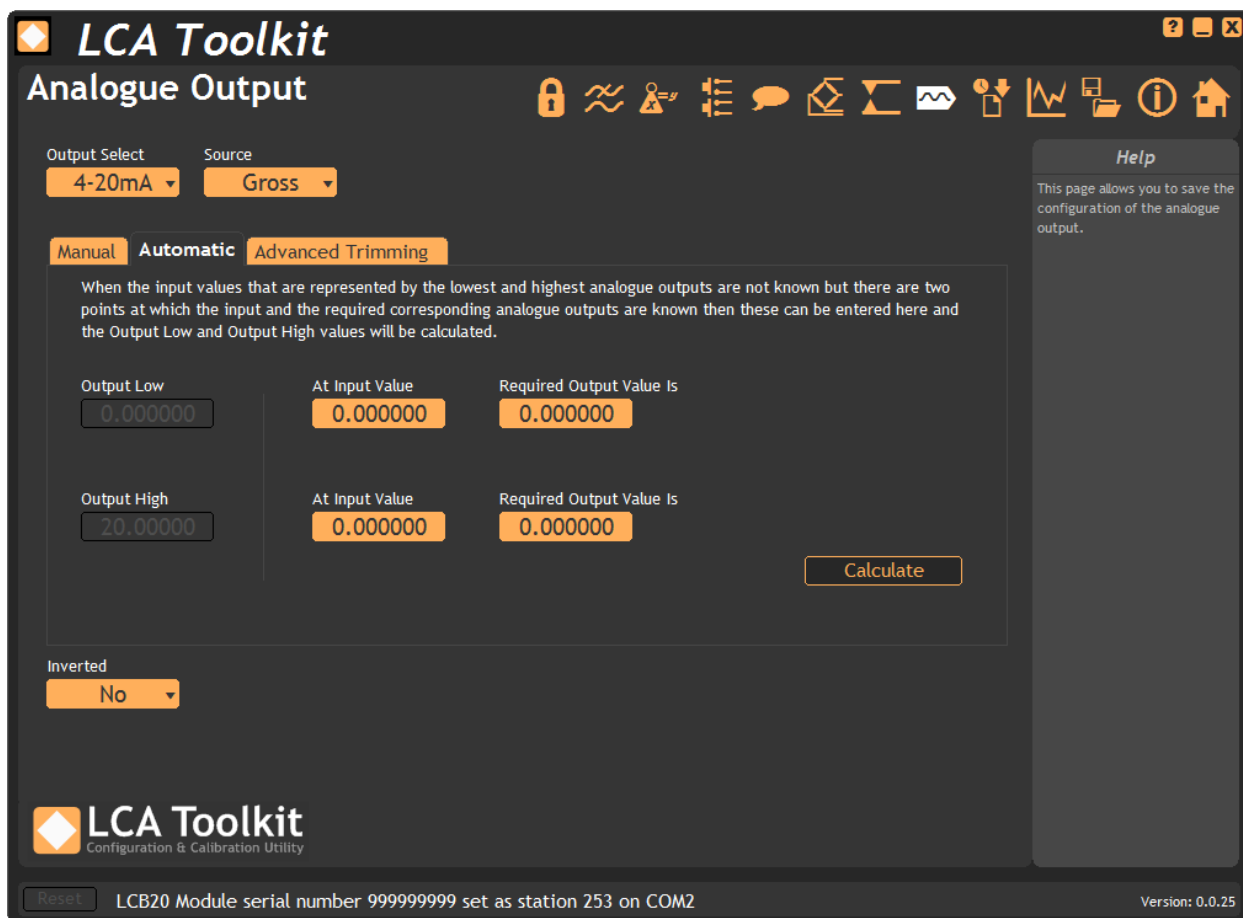 LCA Toolkit
Analogue Output
Output Select
Source
4-20mA
Gross
Manual
Automatic
Advanced Trimming
When the input values that are represented by the lowest and highest analogue outputs are not known but there are two
points at which the input and the required corresponding analogue outputs are known then these can be entered here and
the Output Low and Output High values will be calculated.
Output Low
At Input Value
Required Output Value Is
0.000000
0.000000
0.000000
Output High
At Input Value
Required Output Value Is
20.00000
0.000000
0.000000
Calculate
Inverted
No
Help
This page allows you to save the
configuration of the analogue
output.
LCA Toolkit
Configuration & Calibration Utility
Reset
LCB20 Module serial number 999999999 set as station 253 on COM2
Version: 0.0.25